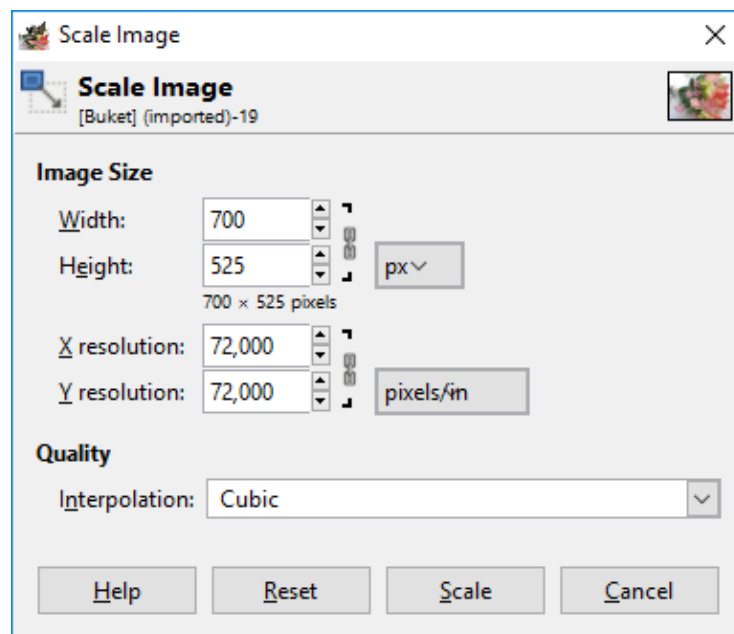 Scale Image
Scale Image
[Buket] (imported)-19
Image Size
Width: 700
Height: 525 px
700 × 525 pixels
X resolution: 72,000
Y resolution: 72,000 pixels/in
Quality
Interpolation: Cubic
Help Reset Scale Cancel